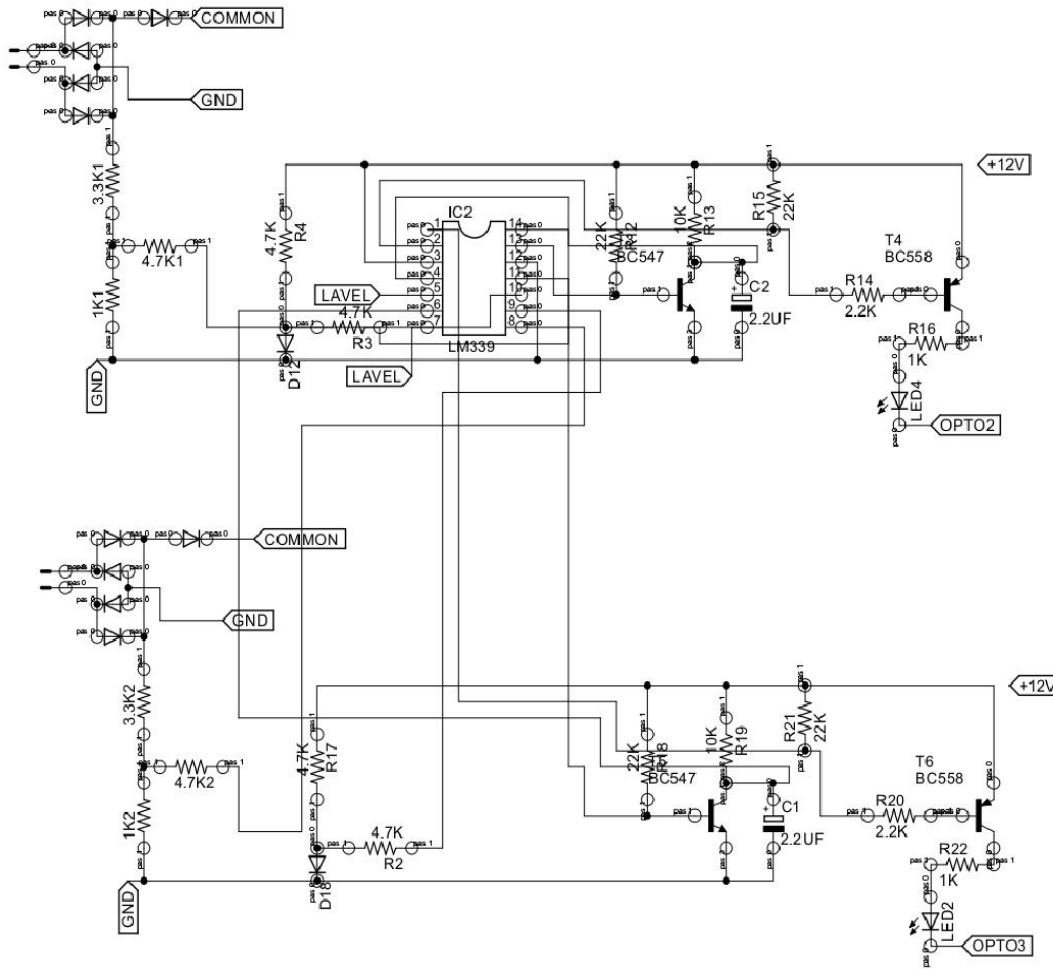 COMMON
GND
3.3K1
4.7K1
1K1
GND
+12V
4.7K
R4
IC2
1
2
3
4
5
6
7
14
13
12
11
10
9
8
LM339
LAVEL
LAVEL
4.7K
R3
D12
22K
R12
BC547
10K
R13
R15
22K
C2
2.2UF
T4
BC558
R14
2.2K
R16
1K
LED4
OPTO2
COMMON
GND
3.3K2
4.7K2
1K2
GND
+12V
4.7K
R17
4.7K
R2
D18
22K
R18
BC547
10K
R19
R21
22K
C1
2.2UF
T6
BC558
R20
2.2K
R22
1K
LED2
OPTO3